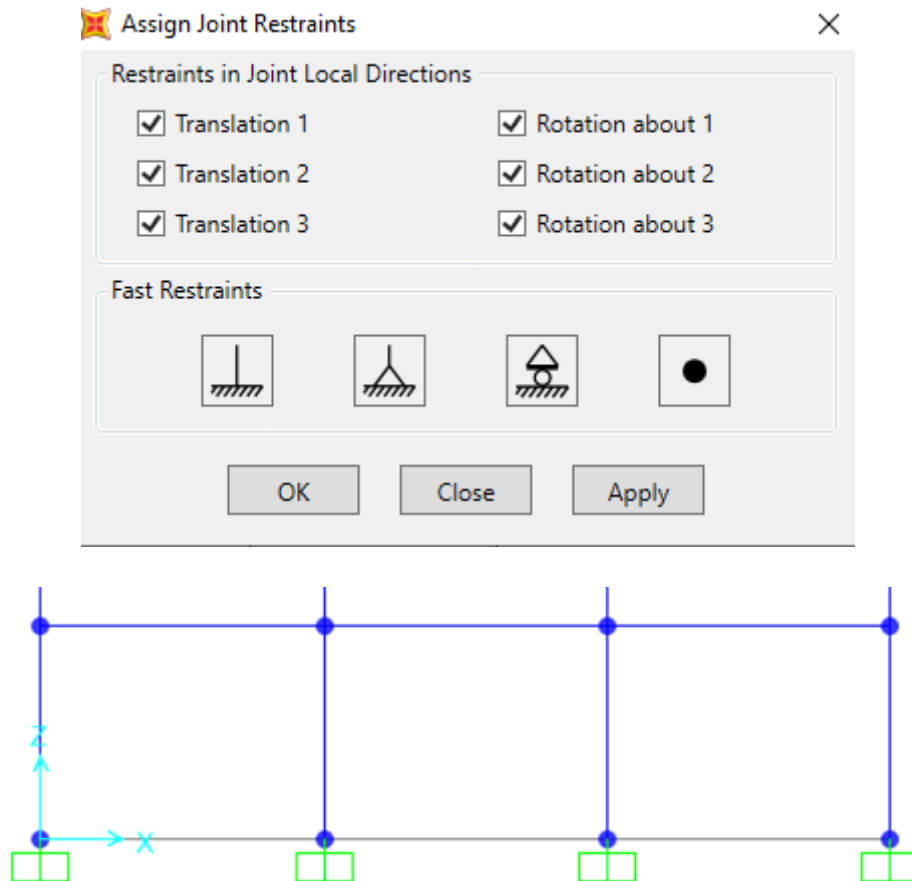 Assign Joint Restraints
Restraints in Joint Local Directions
Translation 1 Rotation about 1
Translation 2 Rotation about 2
Translation 3 Rotation about 3
Fast Restraints
OK Close Apply
Z
X